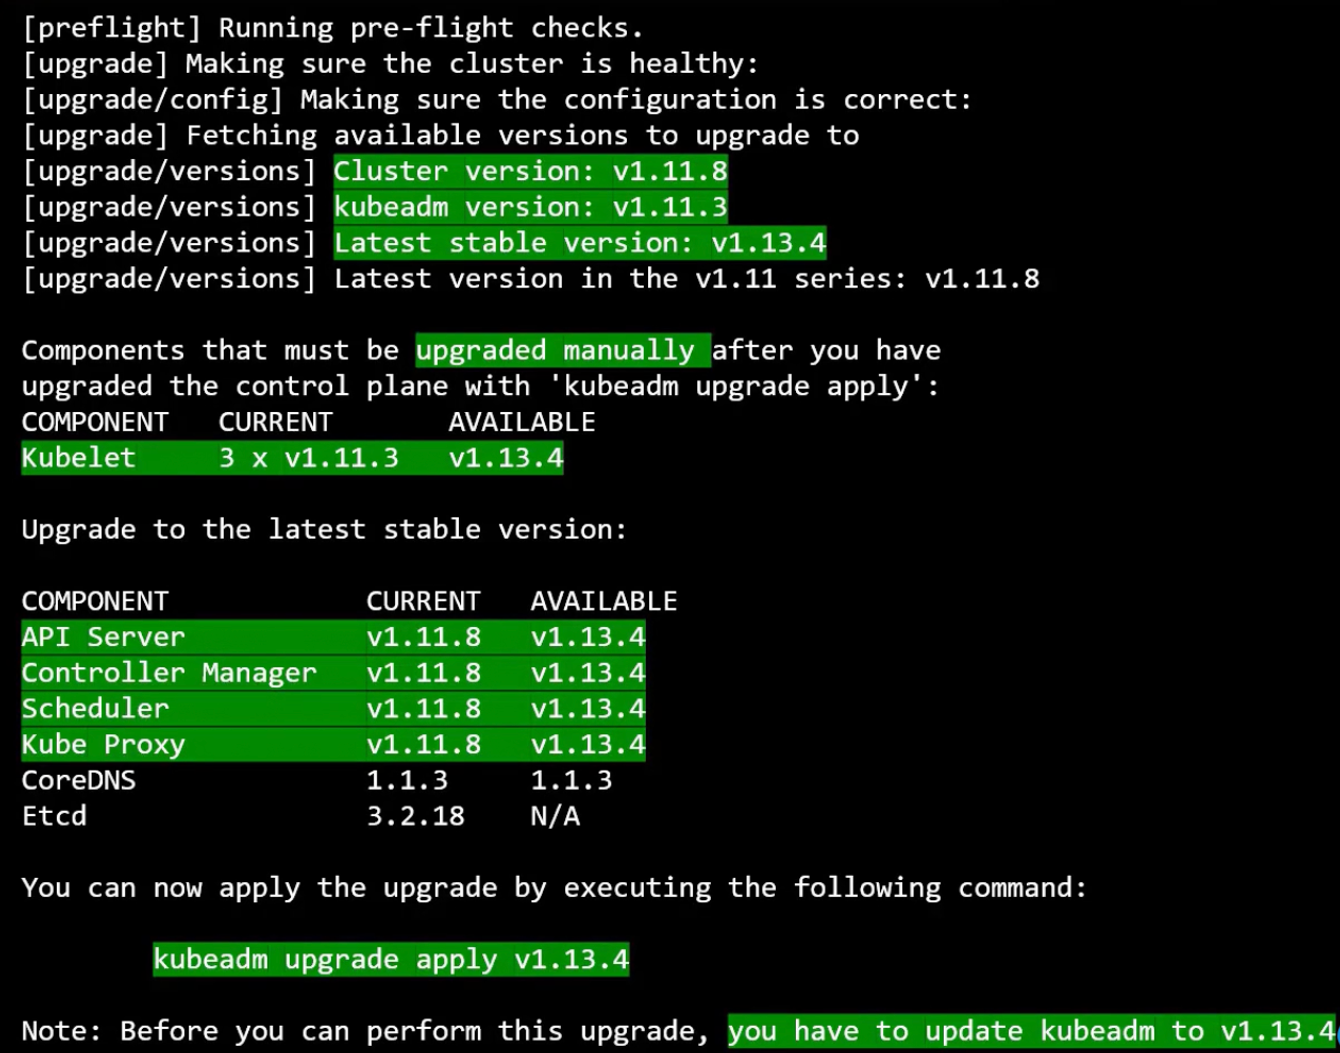 [preflight] Running pre-flight checks.
[upgrade] Making sure the cluster is healthy:
[upgrade/config] Making sure the configuration is correct:
[upgrade] Fetching available versions to upgrade to
[upgrade/versions] Cluster version: v1.11.8
[upgrade/versions] kubeadm version: v1.11.3
[upgrade/versions] Latest stable version: v1.13.4
[upgrade/versions] Latest version in the v1.11 series: v1.11.8
Components that must be upgraded manually after you have
upgraded the control plane with 'kubeadm upgrade apply':
COMPONENT CURRENT AVAILABLE
Kubelet 3 x v1.11.3 v1.13.4
Upgrade to the latest stable version:
COMPONENT CURRENT AVAILABLE
API Server v1.11.8 v1.13.4
Controller Manager v1.11.8 v1.13.4
Scheduler v1.11.8 v1.13.4
Kube Proxy v1.11.8 v1.13.4
CoreDNS 1.1.3 1.1.3
Etcd 3.2.18 N/A
You can now apply the upgrade by executing the following command:
kubeadm upgrade apply v1.13.4
Note: Before you can perform this upgrade, you have to update kubeadm to v1.13.4